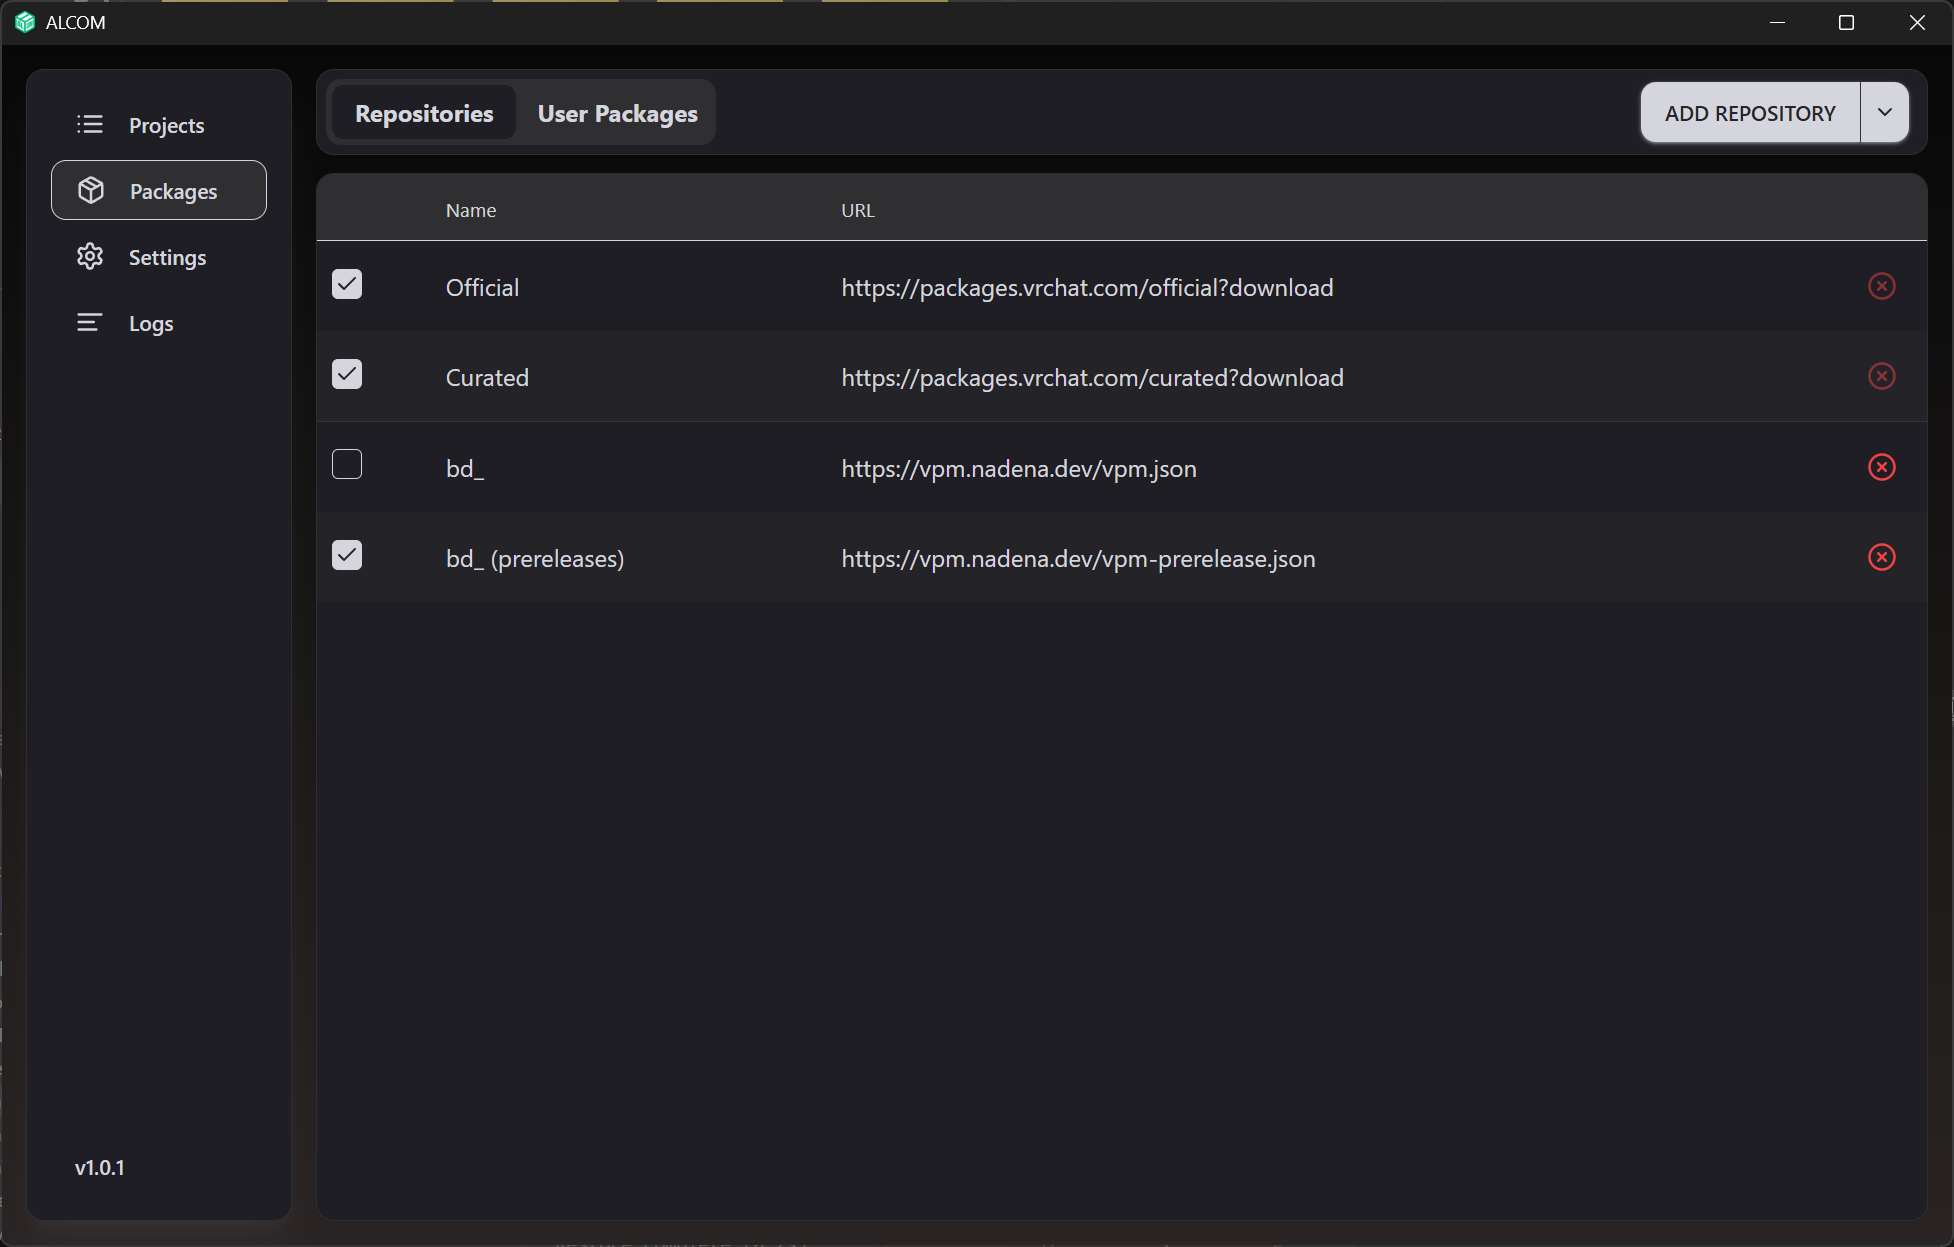 ALCOM
Projects
Packages
Settings
Logs
v1.0.1
Repositories User Packages
ADD REPOSITORY
Name URL
Official https://packages.vrchat.com/official?download
Curated https://packages.vrchat.com/curated?download
bd_ https://vpm.nadena.dev/vpm.json
bd_ (prereleases) https://vpm.nadena.dev/vpm-prerelease.json